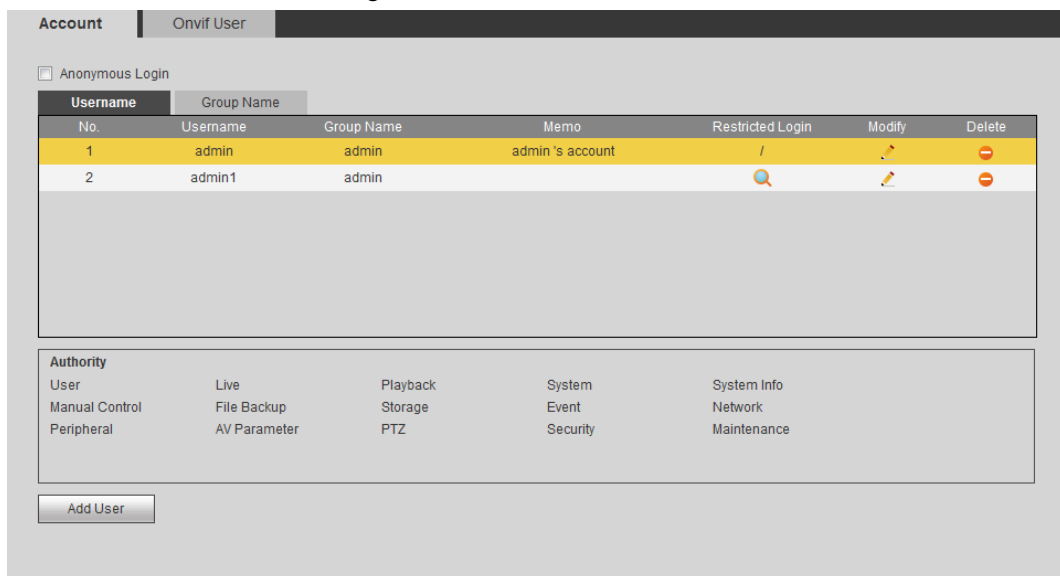 Account Onvif User
Anonymous Login
Username Group Name
No. Username Group Name Memo Restricted Login Modify Delete
1 admin admin admin 's account /
2 admin1 admin
Authority
User Live Playback System System Info
Manual Control File Backup Storage Event Network
Peripheral AV Parameter PTZ Security Maintenance
Add User